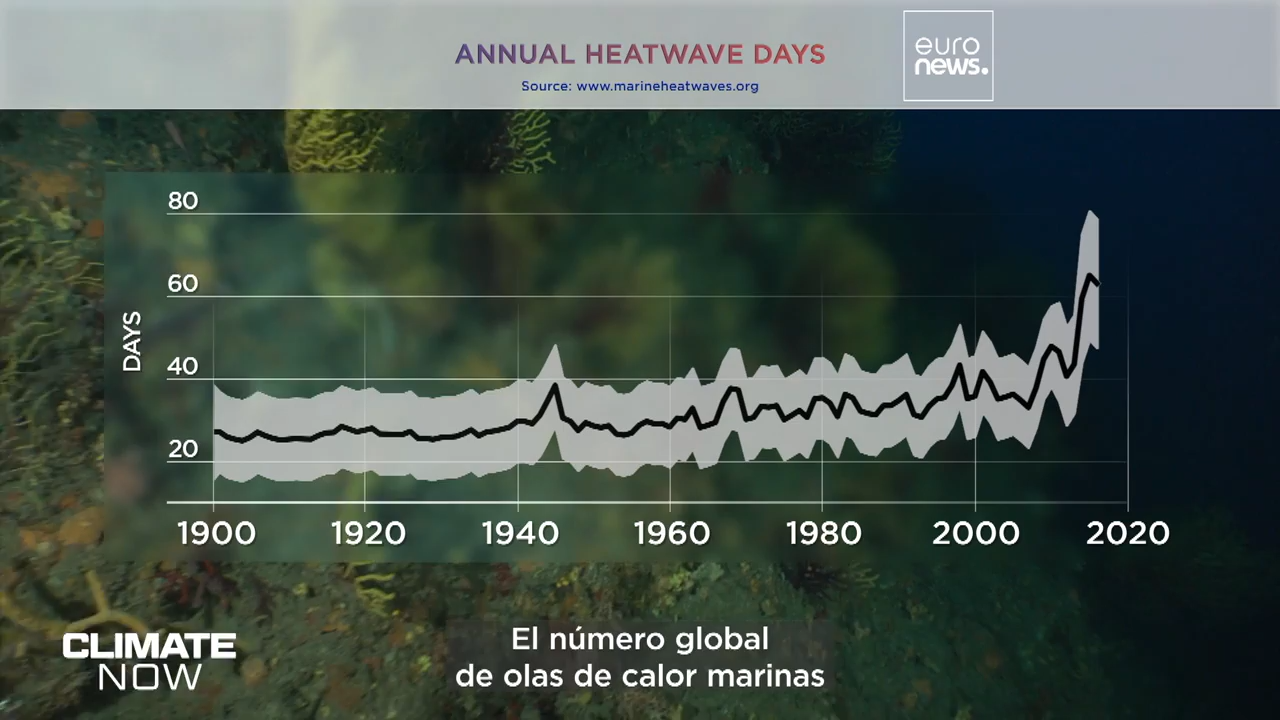 ANNUAL HEATWAVE DAYS
Source: www.marineheatwaves.org
euro
news.
80
60
40
20
DAYS
1900 1920 1940 1960 1980 2000 2020
CLIMATE
NOW
El número global
de olas de calor marinas